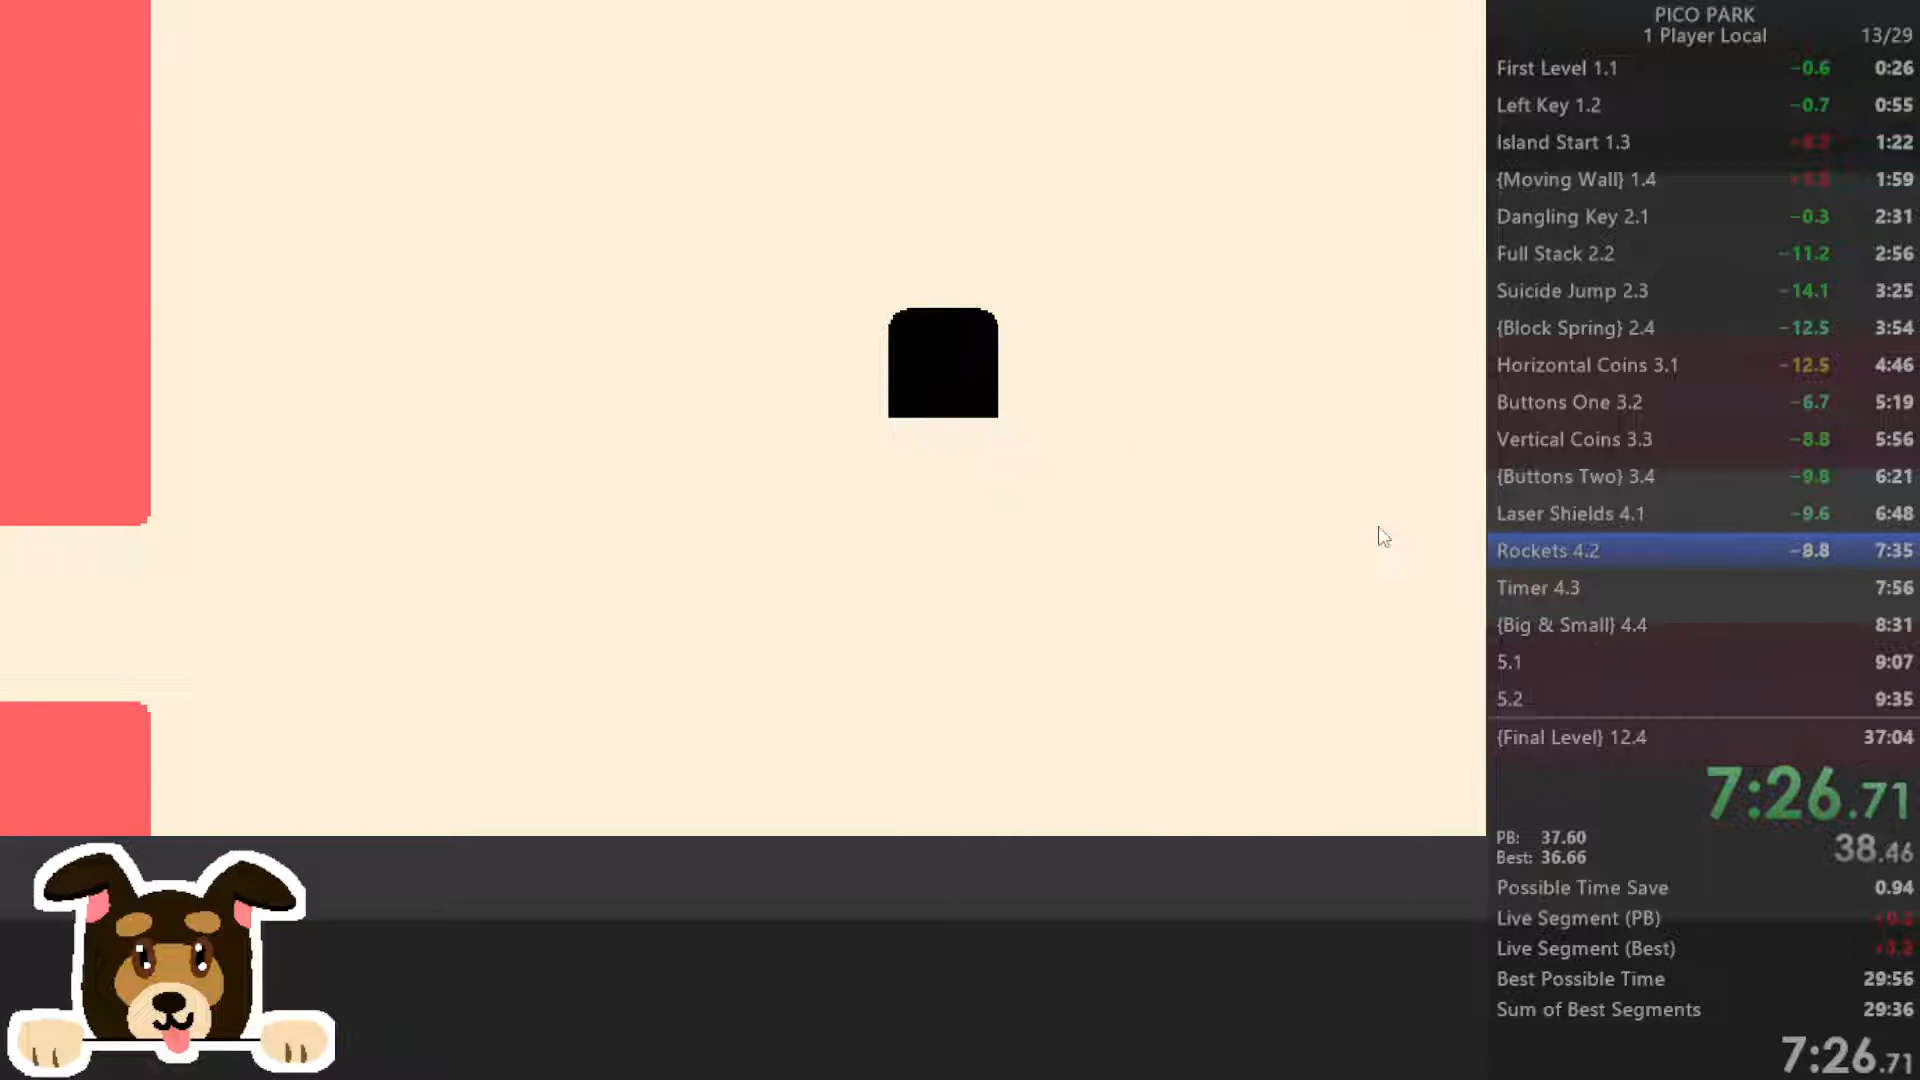 PICO PARK
1 Player Local 13/29
First Level 1.1 -0.6 0:26
Left Key 1.2 -0.7 0:55
Island Start 1.3 1:22
{Moving Wall} 1.4 1:59
Dangling Key 2.1 -0.3 2:31
Full Stack 2.2 -11.2 2:56
Suicide Jump 2.3 -14.1 3:25
{Block Spring} 2.4 -12.5 3:54
Horizontal Coins 3.1 -12.5 4:46
Buttons One 3.2 -6.7 5:19
Vertical Coins 3.3 -8.8 5:56
{Buttons Two} 3.4 -9.8 6:21
Laser Shields 4.1 -9.6 6:48
Rockets 4.2 -8.8 7:35
Timer 4.3 7:56
{Big & Small} 4.4 8:31
5.1 9:07
5.2 9:35
{Final Level} 12.4 37:04
7:26.71
PB: 37.60
Best: 36.66
38.46
Possible Time Save 0.94
Live Segment (PB)
Live Segment (Best)
Best Possible Time 29:56
Sum of Best Segments 29:36
7:26.71